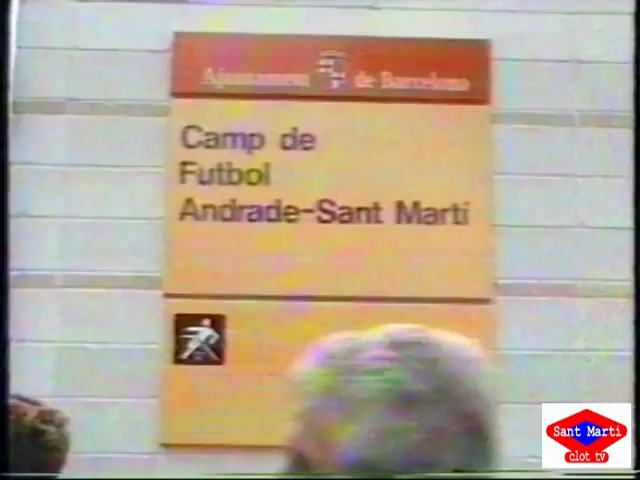 Ajuntament de Barcelona
Camp de
Futbol
Andrade-Sant Martí
Sant Martí
clot tv